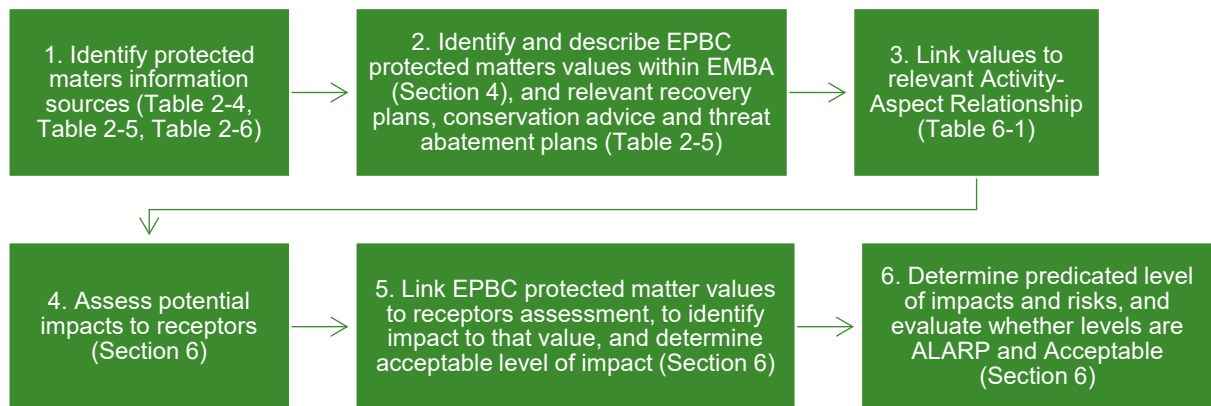 1. Identify protected
maters information
sources (Table 2-4,
Table 2-5, Table 2-6)
2. Identify and describe EPBC
protected matters values within EMBA
(Section 4), and relevant recovery
plans, conservation advice and threat
abatement plans (Table 2-5)
3. Link values to
relevant Activity-
Aspect Relationship
(Table 6-1)
4. Assess potential
impacts to receptors
(Section 6)
5. Link EPBC protected matter values
to receptors assessment, to identify
impact to that value, and determine
acceptable level of impact (Section 6)
6. Determine predicated level
of impacts and risks, and
evaluate whether levels are
ALARP and Acceptable
(Section 6)